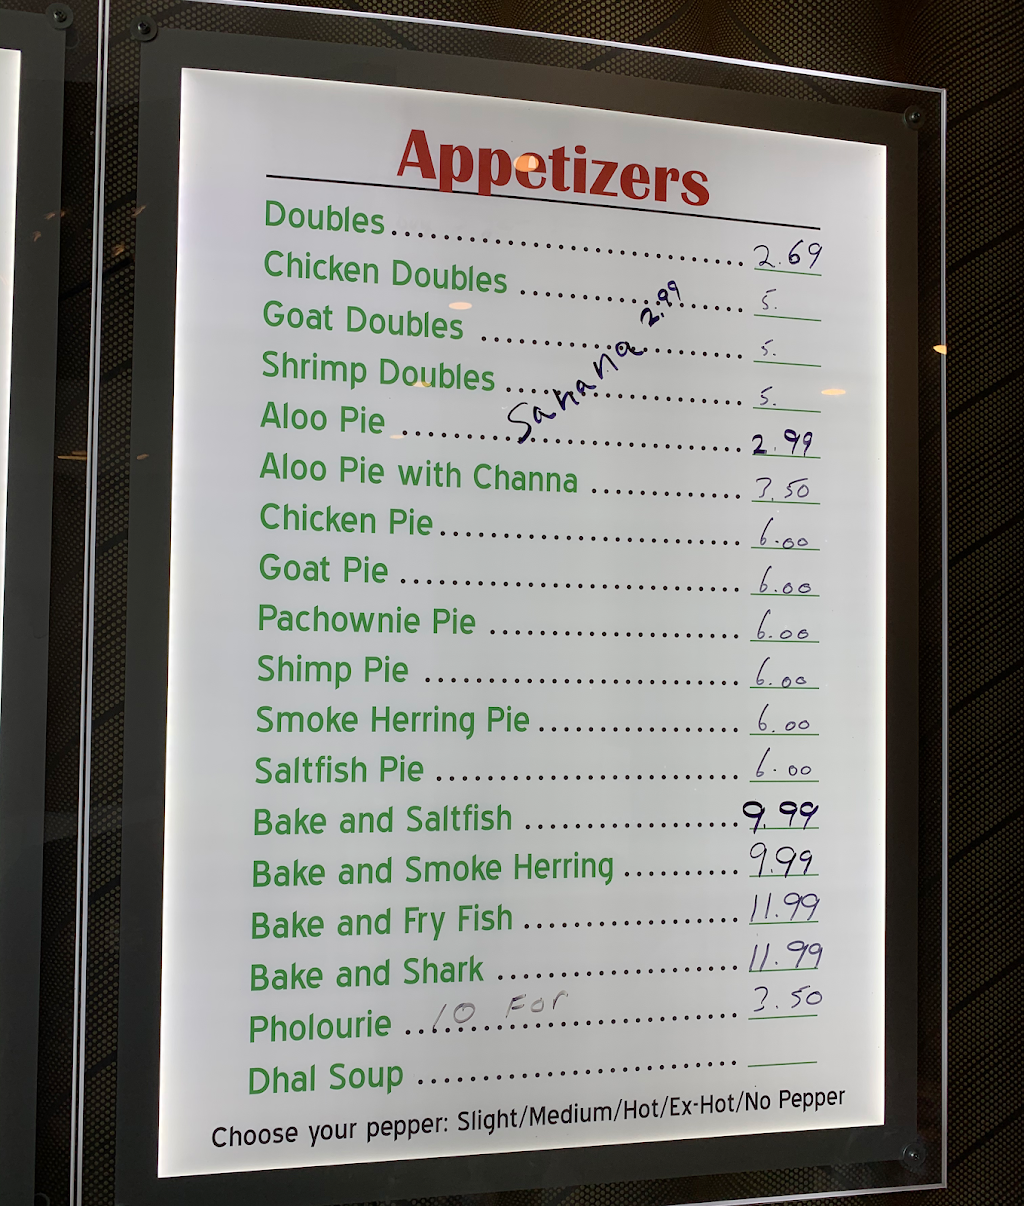 Appetizers
Doubles 2.69
Chicken Doubles 5.
Goat Doubles 5.
Sahana 2.99
Shrimp Doubles 5.
Aloo Pie 2.99
Aloo Pie with Channa 3.50
Chicken Pie 6.00
Goat Pie 6.00
Pachownie Pie 6.00
Shimp Pie 6.00
Smoke Herring Pie 6.00
Saltfish Pie 6.00
Bake and Saltfish 9.99
Bake and Smoke Herring 9.99
Bake and Fry Fish 11.99
Bake and Shark 11.99
Pholourie 10 For 3.50
Dhal Soup
Choose your pepper: Slight/Medium/Hot/Ex-Hot/No Pepper